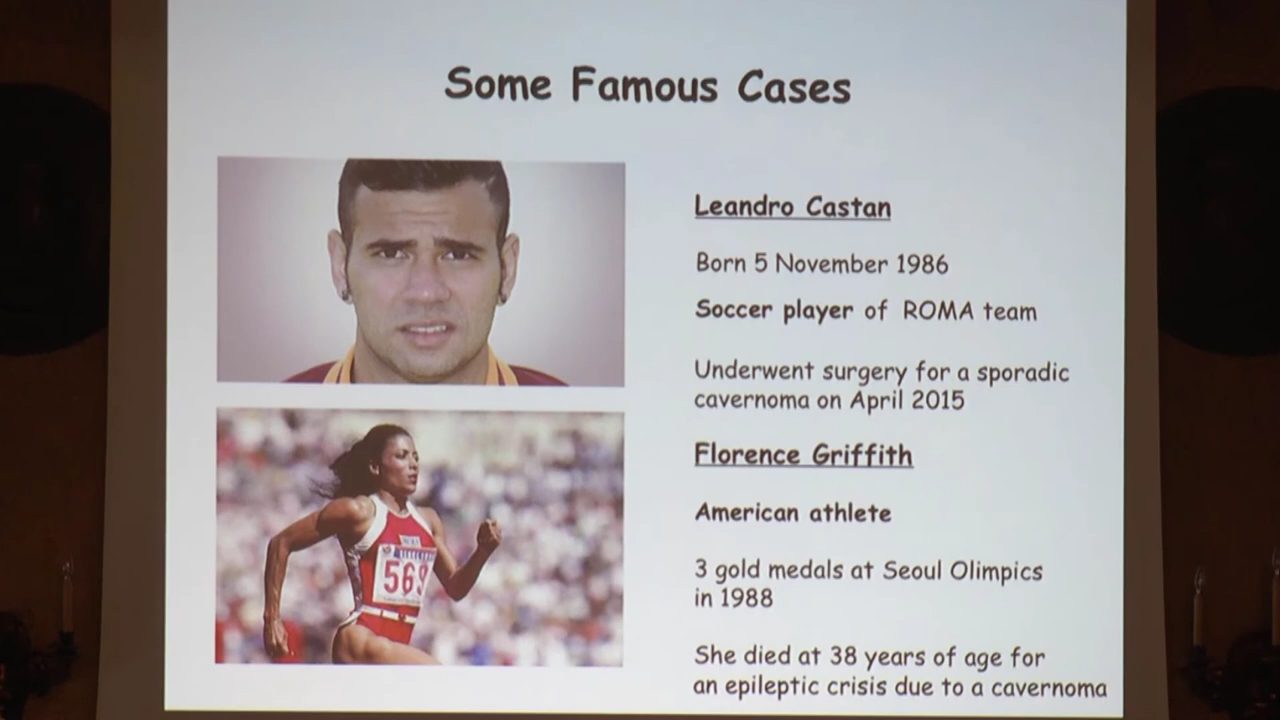 Some Famous Cases
Leandro Castan
Born 5 November 1986
Soccer player of ROMA team
Underwent surgery for a sporadic
cavernoma on April 2015
Florence Griffith
American athlete
3 gold medals at Seoul Olimpics
in 1988
She died at 38 years of age for
an epileptic crisis due to a cavernoma
569